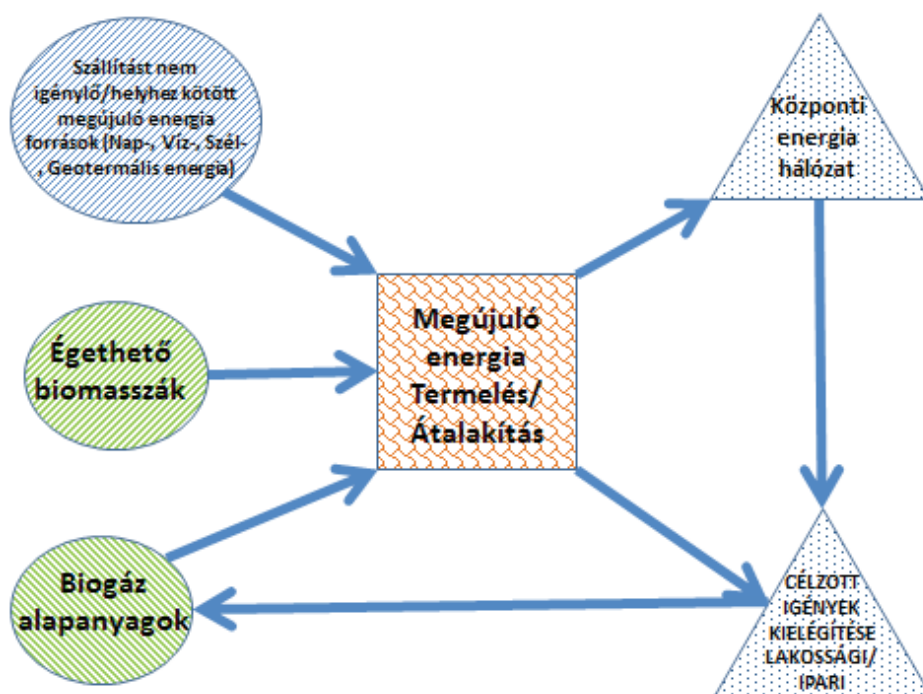 Szállítást nem
igénylő/helyhez kötött
megújuló energia
források (Nap-, Víz-, Szél-
, Geotermális energia)
Központi
energia
hálózat
Megújuló
energia
Termelés/
Átalakítás
Égethető
biomasszák
Biogáz
alapanyagok
CÉLZOTT
IGÉNYEK
KIELÉGÍTÉSE
LAKOSSÁGI/
IPARI